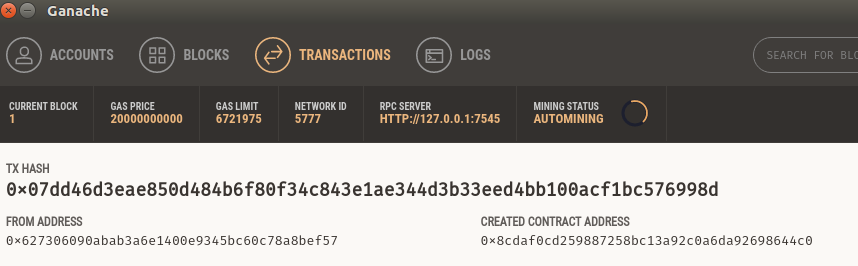 Ganache
ACCOUNTS BLOCKS TRANSACTIONS LOGS SEARCH FOR BLO
CURRENT BLOCK GAS PRICE GAS LIMIT NETWORK ID RPC SERVER MINING STATUS
1 20000000000 6721975 5777 HTTP://127.0.0.1:7545 AUTOMINING
TX HASH
0×07dd46d3eae850d484b6f80f34c843e1ae344d3b33eed4bb100acf1bc576998d
FROM ADDRESS CREATED CONTRACT ADDRESS
0×627306090abab3a6e1400e9345bc60c78a8bef57 0×8cdaf0cd259887258bc13a92c0a6da92698644c0